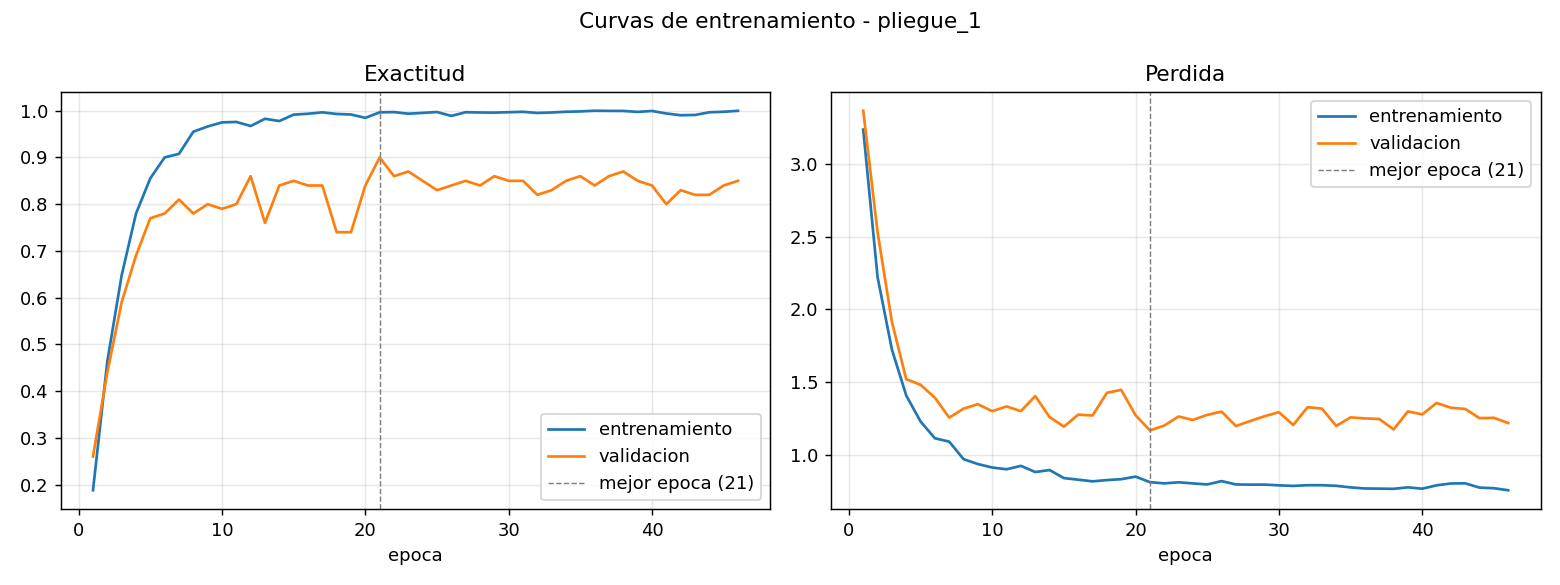 Curvas de entrenamiento - pliegue_1
Exactitud
1.0
0.9
0.8
0.7
0.6
0.5
0.4
0.3
0.2
0
10
20
30
40
epoca
entrenamiento
validacion
mejor epoca (21)
Perdida
3.0
2.5
2.0
1.5
1.0
0
10
20
30
40
epoca
entrenamiento
validacion
mejor epoca (21)